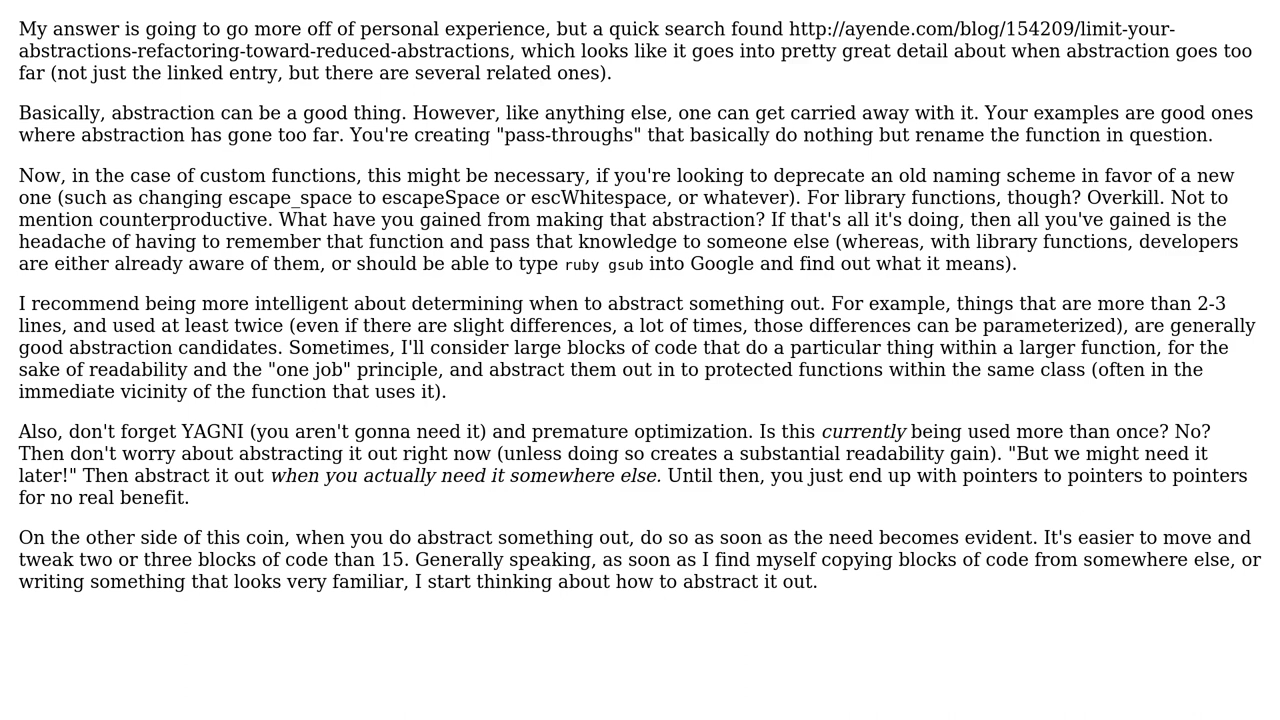 My answer is going to go more off of personal experience, but a quick search found http://ayende.com/blog/154209/limit-your-
abstractions-refactoring-toward-reduced-abstractions, which looks like it goes into pretty great detail about when abstraction goes too
far (not just the linked entry, but there are several related ones).
Basically, abstraction can be a good thing. However, like anything else, one can get carried away with it. Your examples are good ones
where abstraction has gone too far. You're creating "pass-throughs" that basically do nothing but rename the function in question.
Now, in the case of custom functions, this might be necessary, if you're looking to deprecate an old naming scheme in favor of a new
one (such as changing escape_space to escapeSpace or escWhitespace, or whatever). For library functions, though? Overkill. Not to
mention counterproductive. What have you gained from making that abstraction? If that's all it's doing, then all you've gained is the
headache of having to remember that function and pass that knowledge to someone else (whereas, with library functions, developers
are either already aware of them, or should be able to type ruby gsub into Google and find out what it means).
I recommend being more intelligent about determining when to abstract something out. For example, things that are more than 2-3
lines, and used at least twice (even if there are slight differences, a lot of times, those differences can be parameterized), are generally
good abstraction candidates. Sometimes, I'll consider large blocks of code that do a particular thing within a larger function, for the
sake of readability and the "one job" principle, and abstract them out in to protected functions within the same class (often in the
immediate vicinity of the function that uses it).
Also, don't forget YAGNI (you aren't gonna need it) and premature optimization. Is this currently being used more than once? No?
Then don't worry about abstracting it out right now (unless doing so creates a substantial readability gain). "But we might need it
later!" Then abstract it out when you actually need it somewhere else. Until then, you just end up with pointers to pointers to pointers
for no real benefit.
On the other side of this coin, when you do abstract something out, do so as soon as the need becomes evident. It's easier to move and
tweak two or three blocks of code than 15. Generally speaking, as soon as I find myself copying blocks of code from somewhere else, or
writing something that looks very familiar, I start thinking about how to abstract it out.